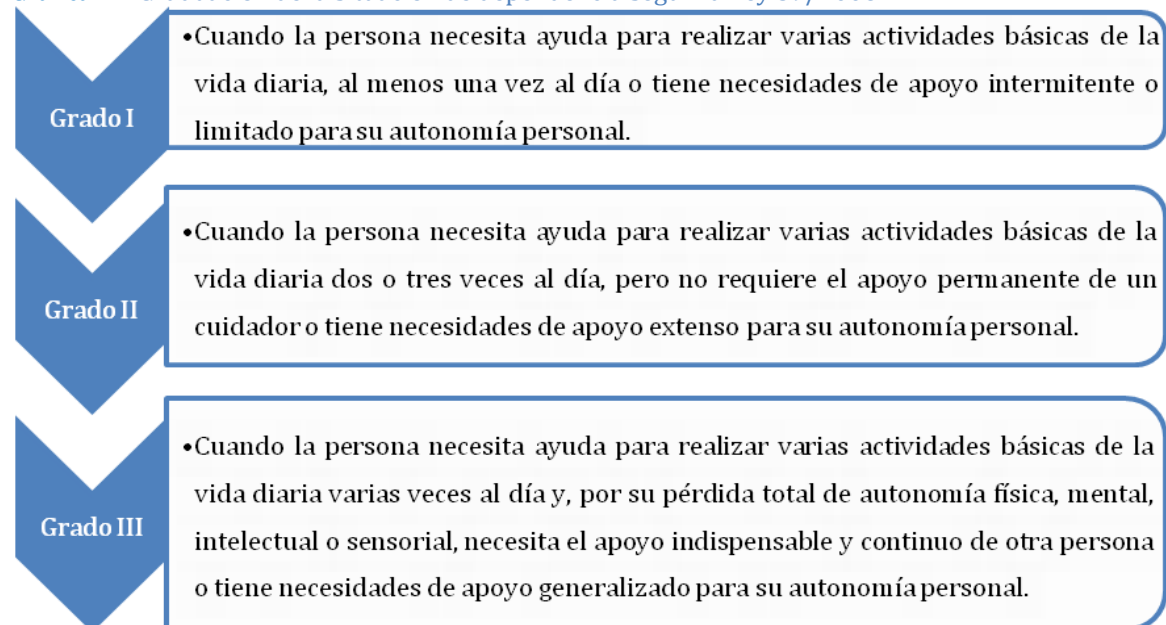 •Cuando la persona necesita ayuda para realizar varias actividades básicas de la
vida diaria, al menos una vez al día o tiene necesidades de apoyo intermitente o
limitado para su autonomía personal.
Grado I
•Cuando la persona necesita ayuda para realizar varias actividades básicas de la
vida diaria dos o tres veces al día, pero no requiere el apoyo permanente de un
cuidador o tiene necesidades de apoyo extenso para su autonomía personal.
Grado II
•Cuando la persona necesita ayuda para realizar varias actividades básicas de la
vida diaria varias veces al día y, por su pérdida total de autonomía física, mental,
intelectual o sensorial, necesita el apoyo indispensable y continuo de otra persona
o tiene necesidades de apoyo generalizado para su autonomía personal.
Grado III